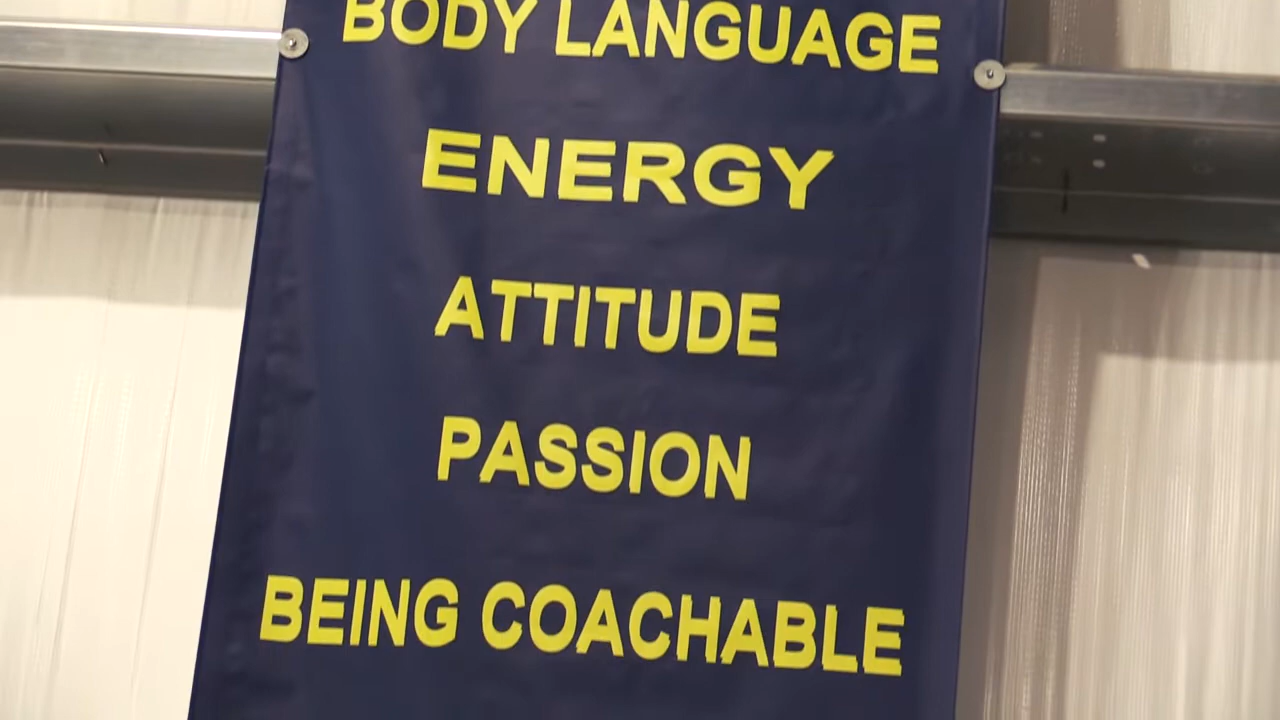 BODY LANGUAGE
ENERGY
ATTITUDE
PASSION
BEING COACHABLE